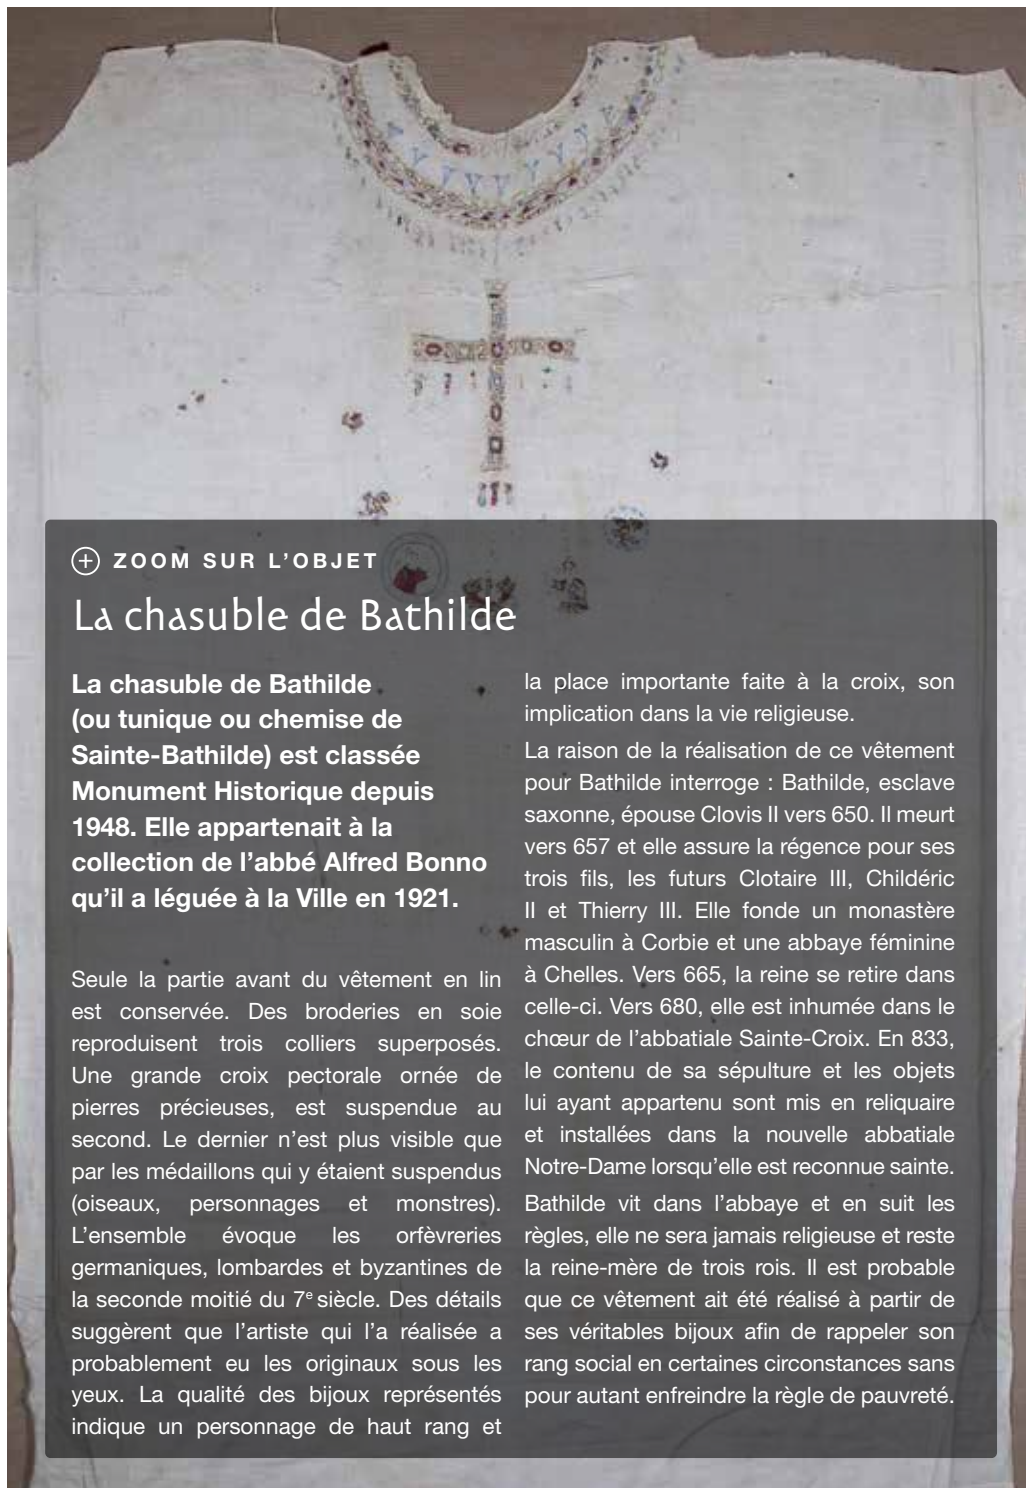 ZOOM SUR L'OBJET
La chasuble de Bathilde
La chasuble de Bathilde
(ou tunique ou chemise de
Sainte-Bathilde) est classée
Monument Historique depuis
1948. Elle appartenait à la
collection de l'abbé Alfred Bonno
qu'il a léguée à la Ville en 1921.
Seule la partie avant du vêtement en lin
est conservée. Des broderies en soie
reproduisent trois colliers superposés.
Une grande croix pectorale ornée de
pierres précieuses, est suspendue au
second. Le dernier n'est plus visible que
par les médaillons qui y étaient suspendus
(oiseaux, personnages et monstres).
L'ensemble évoque les orfèvreries
germaniques, lombardes et byzantines de
la seconde moitié du 7e siècle. Des détails
suggèrent que l'artiste qui l'a réalisée a
probablement eu les originaux sous les
yeux. La qualité des bijoux représentés
indique un personnage de haut rang et
la place importante faite à la croix, son
implication dans la vie religieuse.
La raison de la réalisation de ce vêtement
pour Bathilde interroge : Bathilde, esclave
saxonne, épouse Clovis II vers 650. Il meurt
vers 657 et elle assure la régence pour ses
trois fils, les futurs Clotaire III, Childéric
II et Thierry III. Elle fonde un monastère
masculin à Corbie et une abbaye féminine
à Chelles. Vers 665, la reine se retire dans
celle-ci. Vers 680, elle est inhumée dans le
chœur de l'abbatiale Sainte-Croix. En 833,
le contenu de sa sépulture et les objets
lui ayant appartenu sont mis en reliquaire
et installées dans la nouvelle abbatiale
Notre-Dame lorsqu'elle est reconnue sainte.
Bathilde vit dans l'abbaye et en suit les
règles, elle ne sera jamais religieuse et reste
la reine-mère de trois rois. Il est probable
que ce vêtement ait été réalisé à partir de
ses véritables bijoux afin de rappeler son
rang social en certaines circonstances sans
pour autant enfreindre la règle de pauvreté.